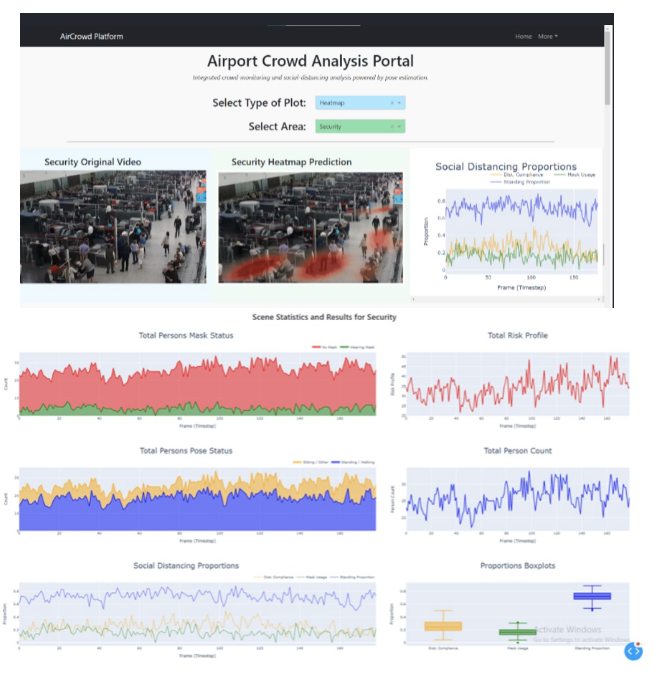 AirCrowd Platform
Home More
Airport Crowd Analysis Portal
Integrated crowd monitoring and social-distancing analysis powered by pose estimation.
Select Type of Plot: Heatmap
Select Area: Security
Security Original Video
Security Heatmap Prediction
Social Distancing Proportions
Dist. Compliance Mask Usage
Standing Proportion
Proportion
0.2
0.4
0.6
0
0 50 100 150
Frame (Timestep)
Scene Statistics and Results for Security
Total Persons Mask Status
No Mask Wearing Mask
Count
Frame (Timestep)
Total Risk Profile
Risk Profile
Frame (Timestep)
Total Persons Pose Status
Sitting / Other Standing / Walking
Count
Frame (Timestep)
Total Person Count
Person Count
Frame (Timestep)
Social Distancing Proportions
Dist. Compliance Mask Usage Standing Proportion
Proportion
Frame (Timestep)
Proportions Boxplots
Proportion
Dist. Compliance Mask Usage Standing Proportion
Activate Windows
Go to Settings to activate Windows.